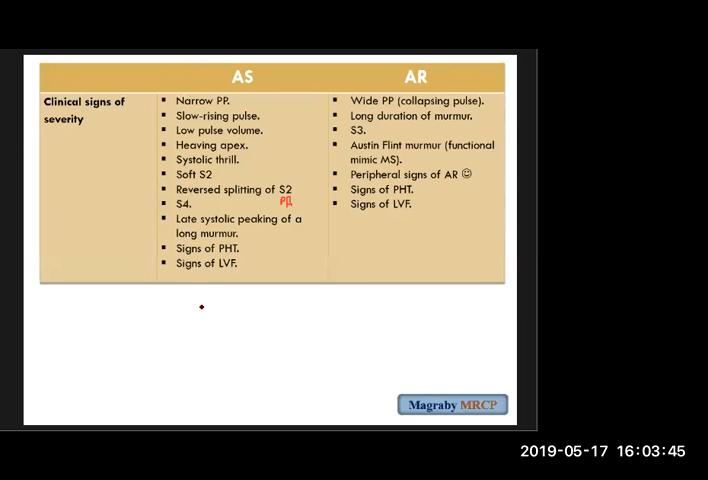 AS AR
Clinical signs of
severity
Narrow PP.
Slow-rising pulse.
Low pulse volume.
Heaving apex.
Systolic thrill.
Soft S2
Reversed splitting of S2
S4.
Late systolic peaking of a
long murmur.
Signs of PHT.
Signs of LVF.
Wide PP (collapsing pulse).
Long duration of murmur.
S3.
Austin Flint murmur (functional
mimic MS).
Peripheral signs of AR ☺
Signs of PHT.
Signs of LVF.
Magraby MRCP
2019-05-17 16:03:45